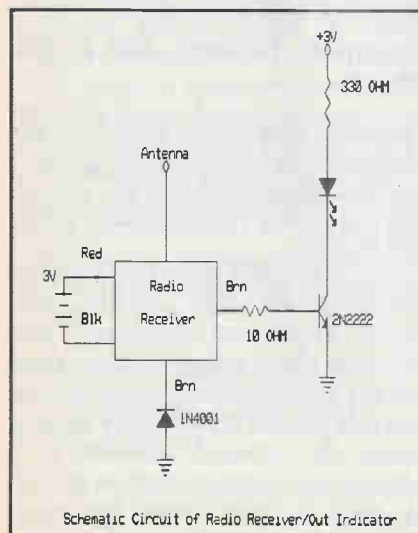 +3V
330 OHM
Antenna
Red
3V
Radio
Brn
Blk
Receiver
10 OHM
2N2222
Brn
1N4001
Schematic Circuit of Radio Receiver/Out Indicator